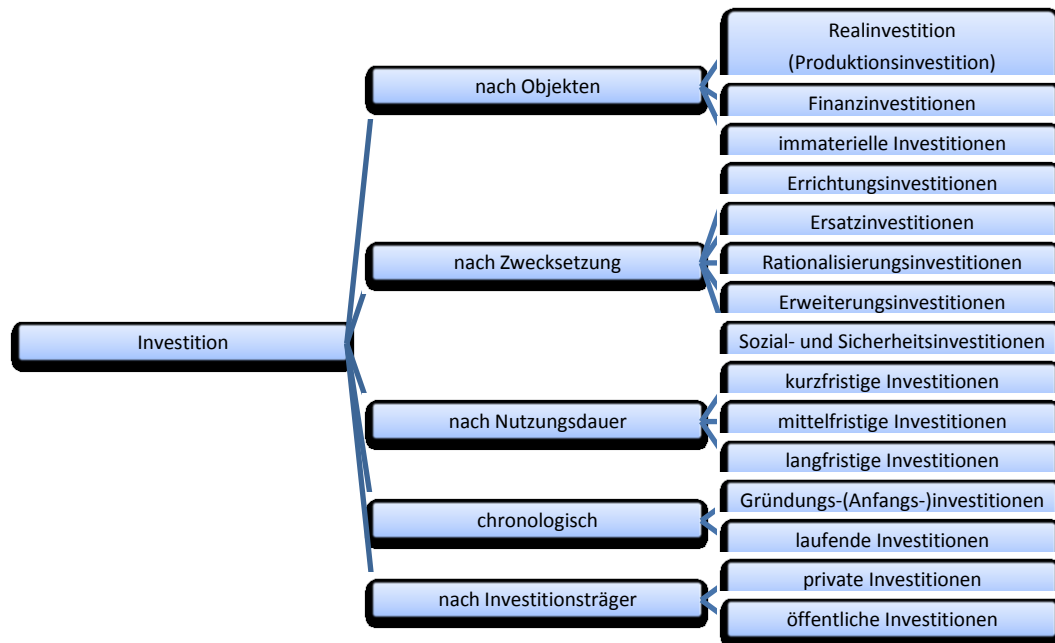 Investition
nach Objekten
Realinvestition
(Produktionsinvestition)
Finanzinvestitionen
immaterielle Investitionen
nach Zwecksetzung
Errichtungsinvestitionen
Ersatzinvestitionen
Rationalisierungsinvestitionen
Erweiterungsinvestitionen
Sozial- und Sicherheitsinvestitionen
nach Nutzungsdauer
kurzfristige Investitionen
mittelfristige Investitionen
langfristige Investitionen
chronologisch
Gründungs-(Anfangs-)investitionen
laufende Investitionen
nach Investitionsträger
private Investitionen
öffentliche Investitionen